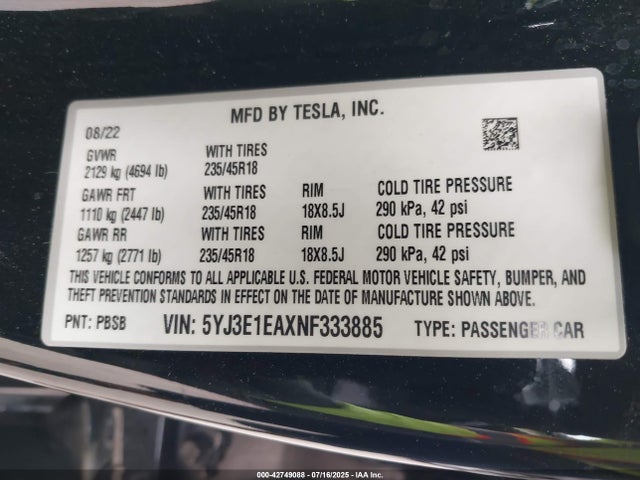 MFD BY TESLA, INC.
08/22
GVWR WITH TIRES
2129 kg (4694 lb) 235/45R18
GAWR FRT WITH TIRES RIM COLD TIRE PRESSURE
1110 kg (2447 lb) 235/45R18 18X8.5J 290 kPa, 42 psi
GAWR RR WITH TIRES RIM COLD TIRE PRESSURE
1257 kg (2771 lb) 235/45R18 18X8.5J 290 kPa, 42 psi
THIS VEHICLE CONFORMS TO ALL APPLICABLE U.S. FEDERAL MOTOR VEHICLE SAFETY, BUMPER, AND
THEFT PREVENTION STANDARDS IN EFFECT ON THE DATE OF MANUFACTURE SHOWN ABOVE.
PNT: PBSB VIN: 5YJ3E1EAXNF333885 TYPE: PASSENGER CAR
000-42749088 - 07/16/2025 - IAA Inc.